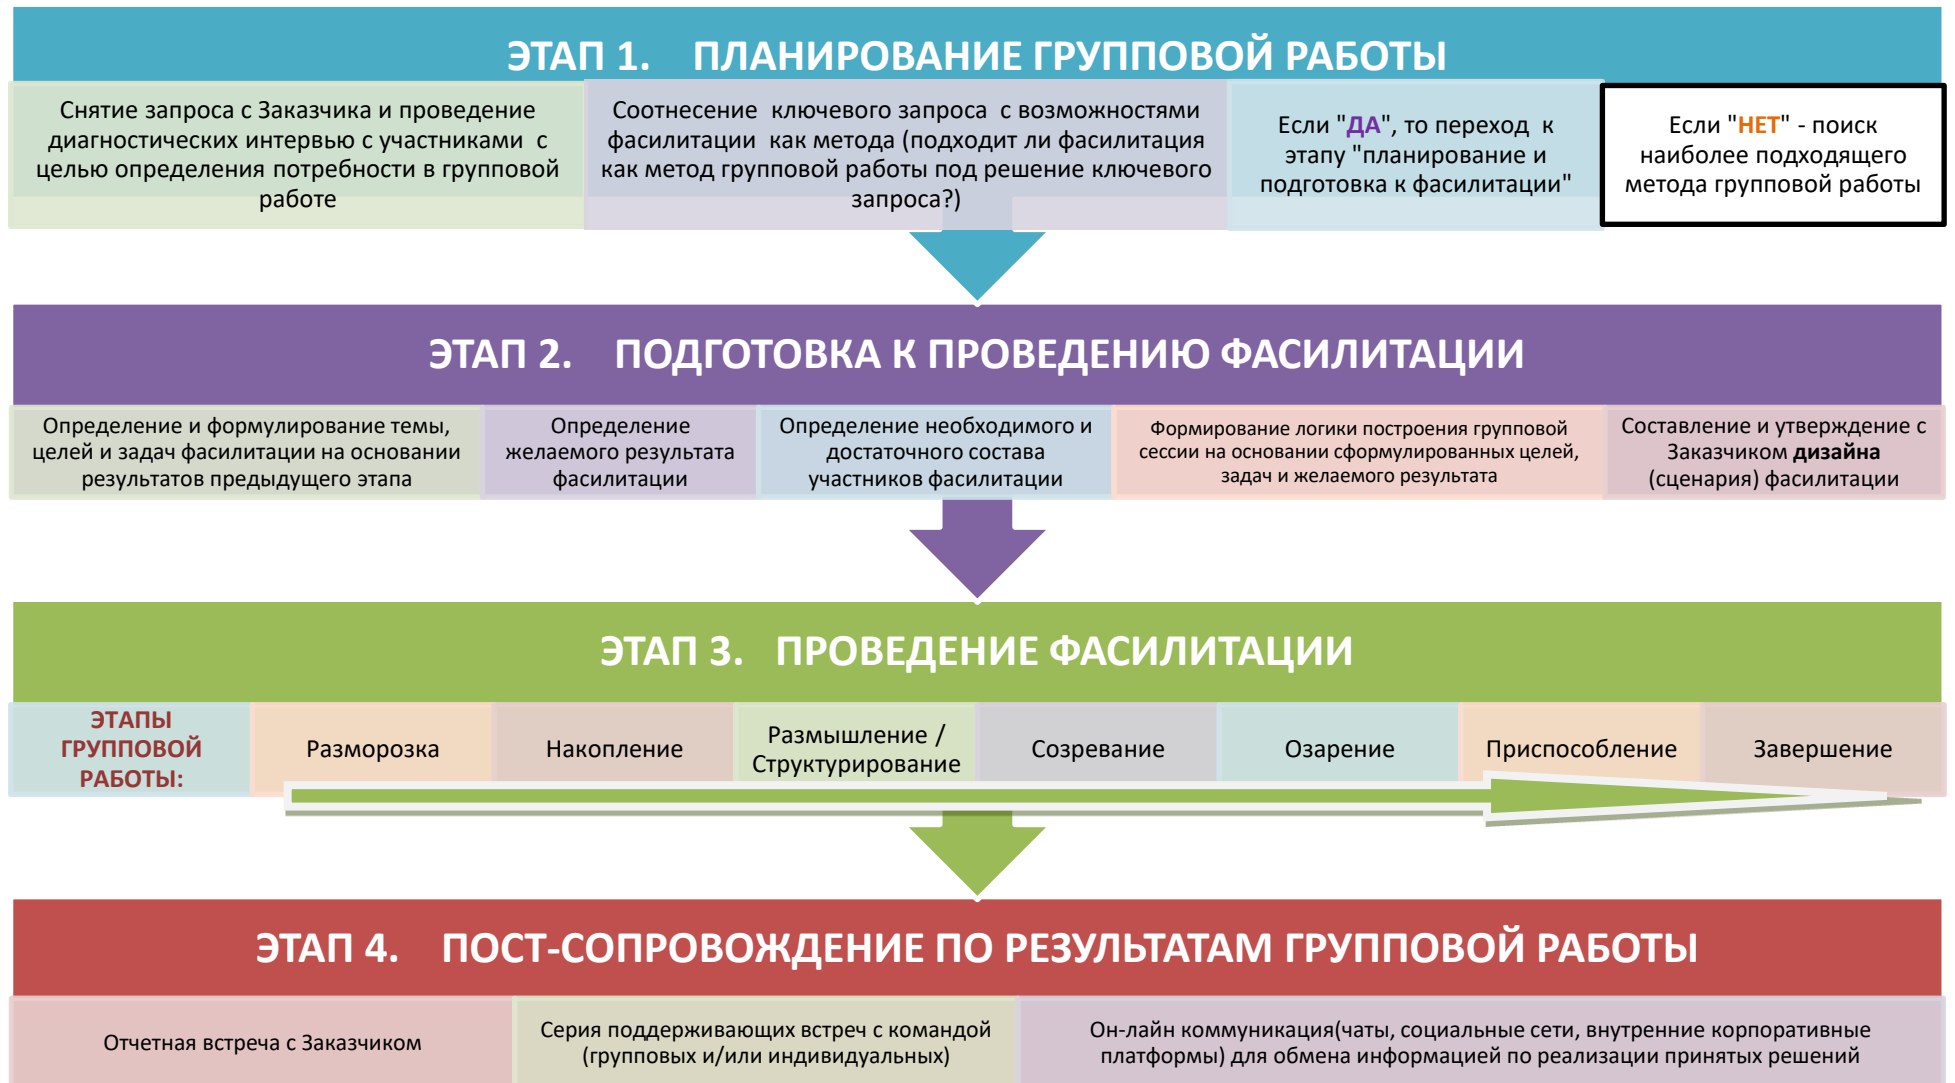 ЭТАП 1. ПЛАНИРОВАНИЕ ГРУППОВОЙ РАБОТЫ
Снятие запроса с Заказчика и проведение
диагностических интервью с участниками с
целью определения потребности в групповой
работе
Соотнесение ключевого запроса с возможностями
фасилитации как метода (подходит ли фасилитация
как метод групповой работы под решение ключевого
запроса?)
Если "ДА", то переход к
этапу "планирование и
подготовка к фасилитации"
Если "НЕТ" - поиск
наиболее подходящего
метода групповой работы
ЭТАП 2. ПОДГОТОВКА К ПРОВЕДЕНИЮ ФАСИЛИТАЦИИ
Определение и формулирование темы,
целей и задач фасилитации на основании
результатов предыдущего этапа
Определение
желаемого результата
фасилитации
Определение необходимого и
достаточного состава
участников фасилитации
Формирование логики построения групповой
сессии на основании сформулированных целей,
задач и желаемого результата
Составление и утверждение с
Заказчиком дизайна
(сценария) фасилитации
ЭТАП 3. ПРОВЕДЕНИЕ ФАСИЛИТАЦИИ
ЭТАПЫ
ГРУППОВОЙ
РАБОТЫ:
Разморозка
Накопление
Размышление /
Структурирование
Созревание
Озарение
Приспособление
Завершение
ЭТАП 4. ПОСТ-СОПРОВОЖДЕНИЕ ПО РЕЗУЛЬТАТАМ ГРУППОВОЙ РАБОТЫ
Отчетная встреча с Заказчиком
Серия поддерживающих встреч с командой
(групповых и/или индивидуальных)
Он-лайн коммуникация(чаты, социальные сети, внутренние корпоративные
платформы) для обмена информацией по реализации принятых решений